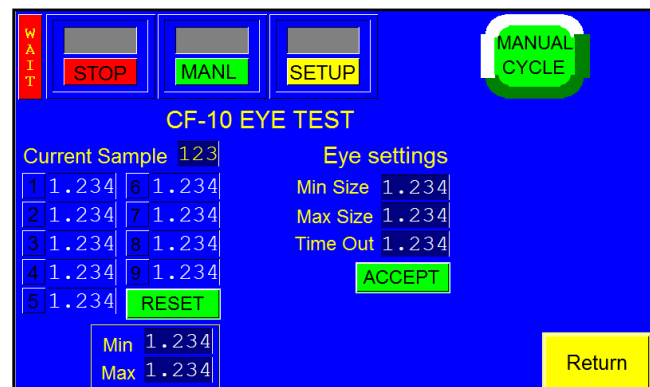 WAIT
STOP MANL SETUP MANUAL CYCLE
CF-10 EYE TEST
Current Sample 123 Eye settings
1 1.234 6 1.234 Min Size 1.234
2 1.234 7 1.234 Max Size 1.234
3 1.234 8 1.234 Time Out 1.234
4 1.234 9 1.234 ACCEPT
5 1.234 RESET
Min 1.234
Max 1.234
Return